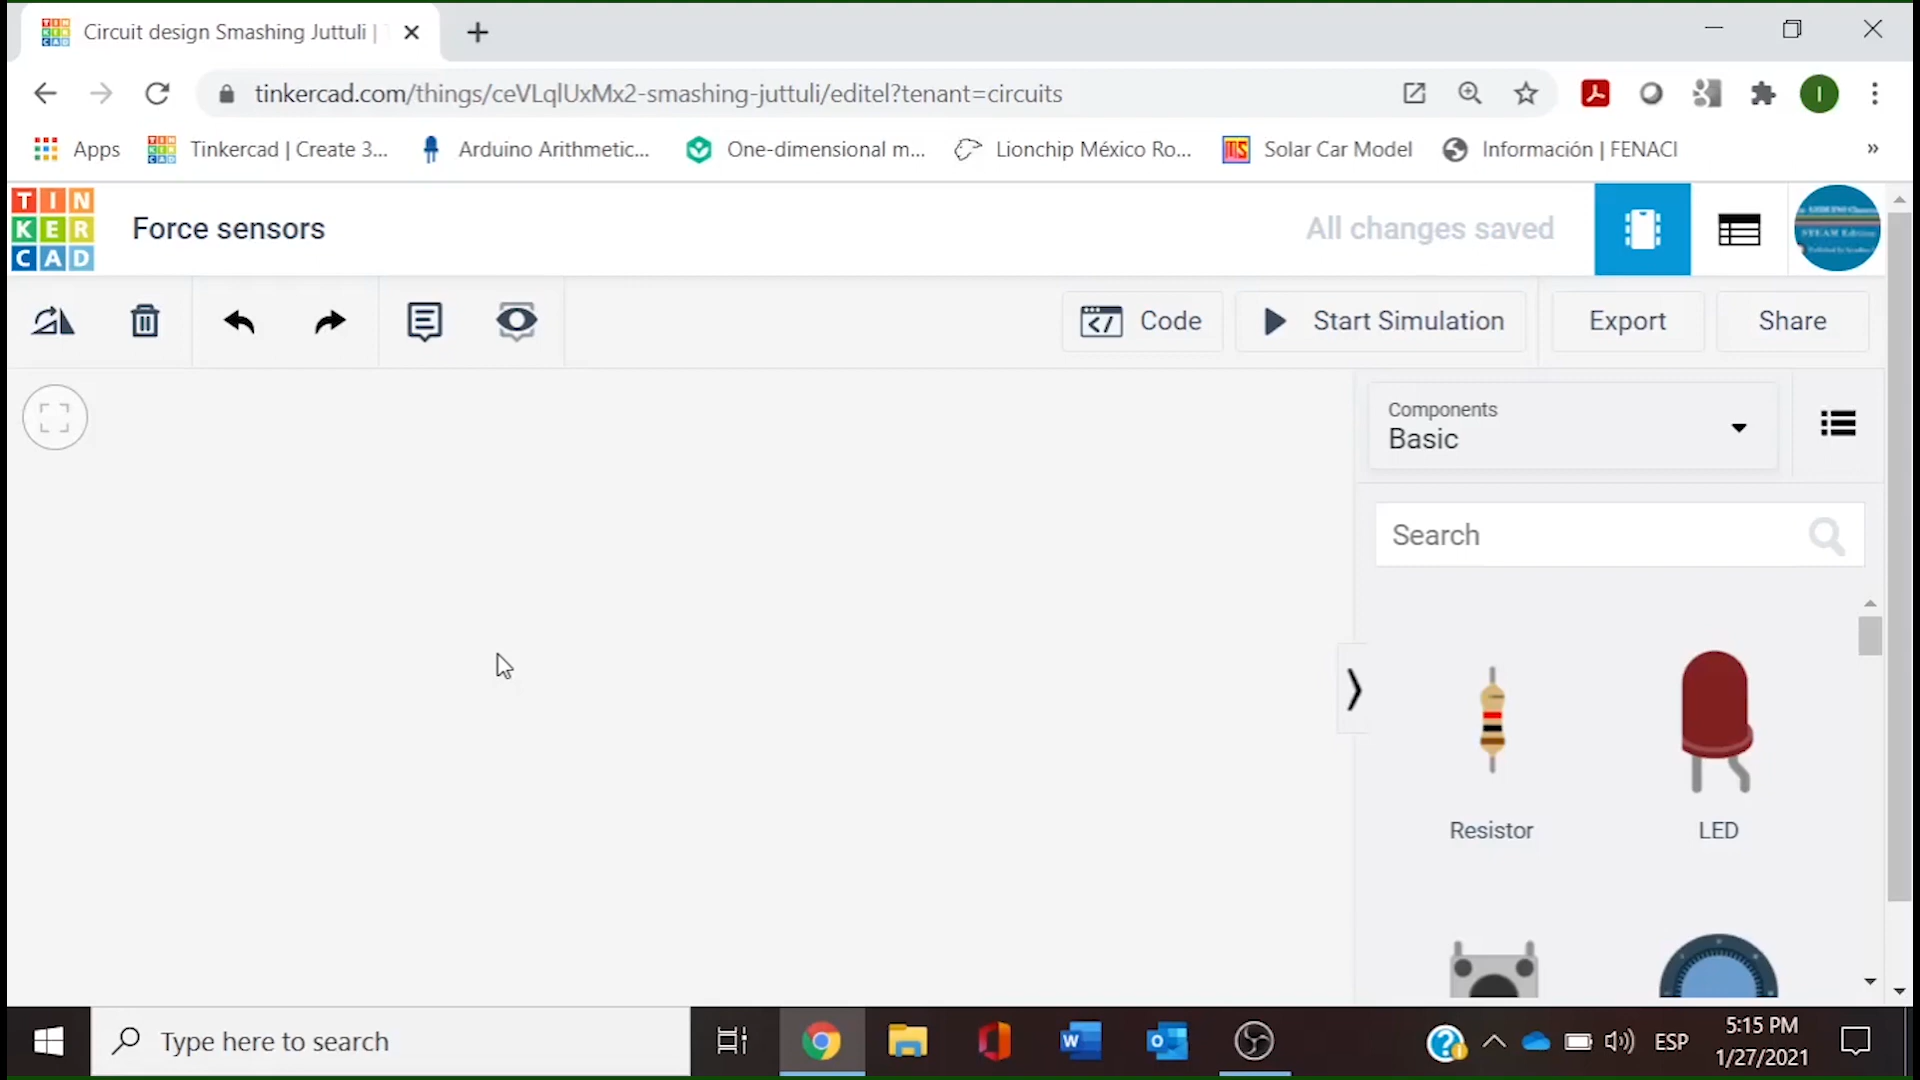 Circuit design Smashing Juttuli |
tinkercad.com/things/ceVLqlUxMx2-smashing-juttuli/editel?tenant=circuits
I
Apps
Tinkercad | Create 3...
Arduino Arithmetic...
One-dimensional m...
Lionchip México Ro...
Solar Car Model
Información | FENACI
»
TIN
KER
CAD
Force sensors
All changes saved
Code
Start Simulation
Export
Share
Components
Basic
Search
Resistor
LED
Type here to search
ESP
5:15 PM
1/27/2021